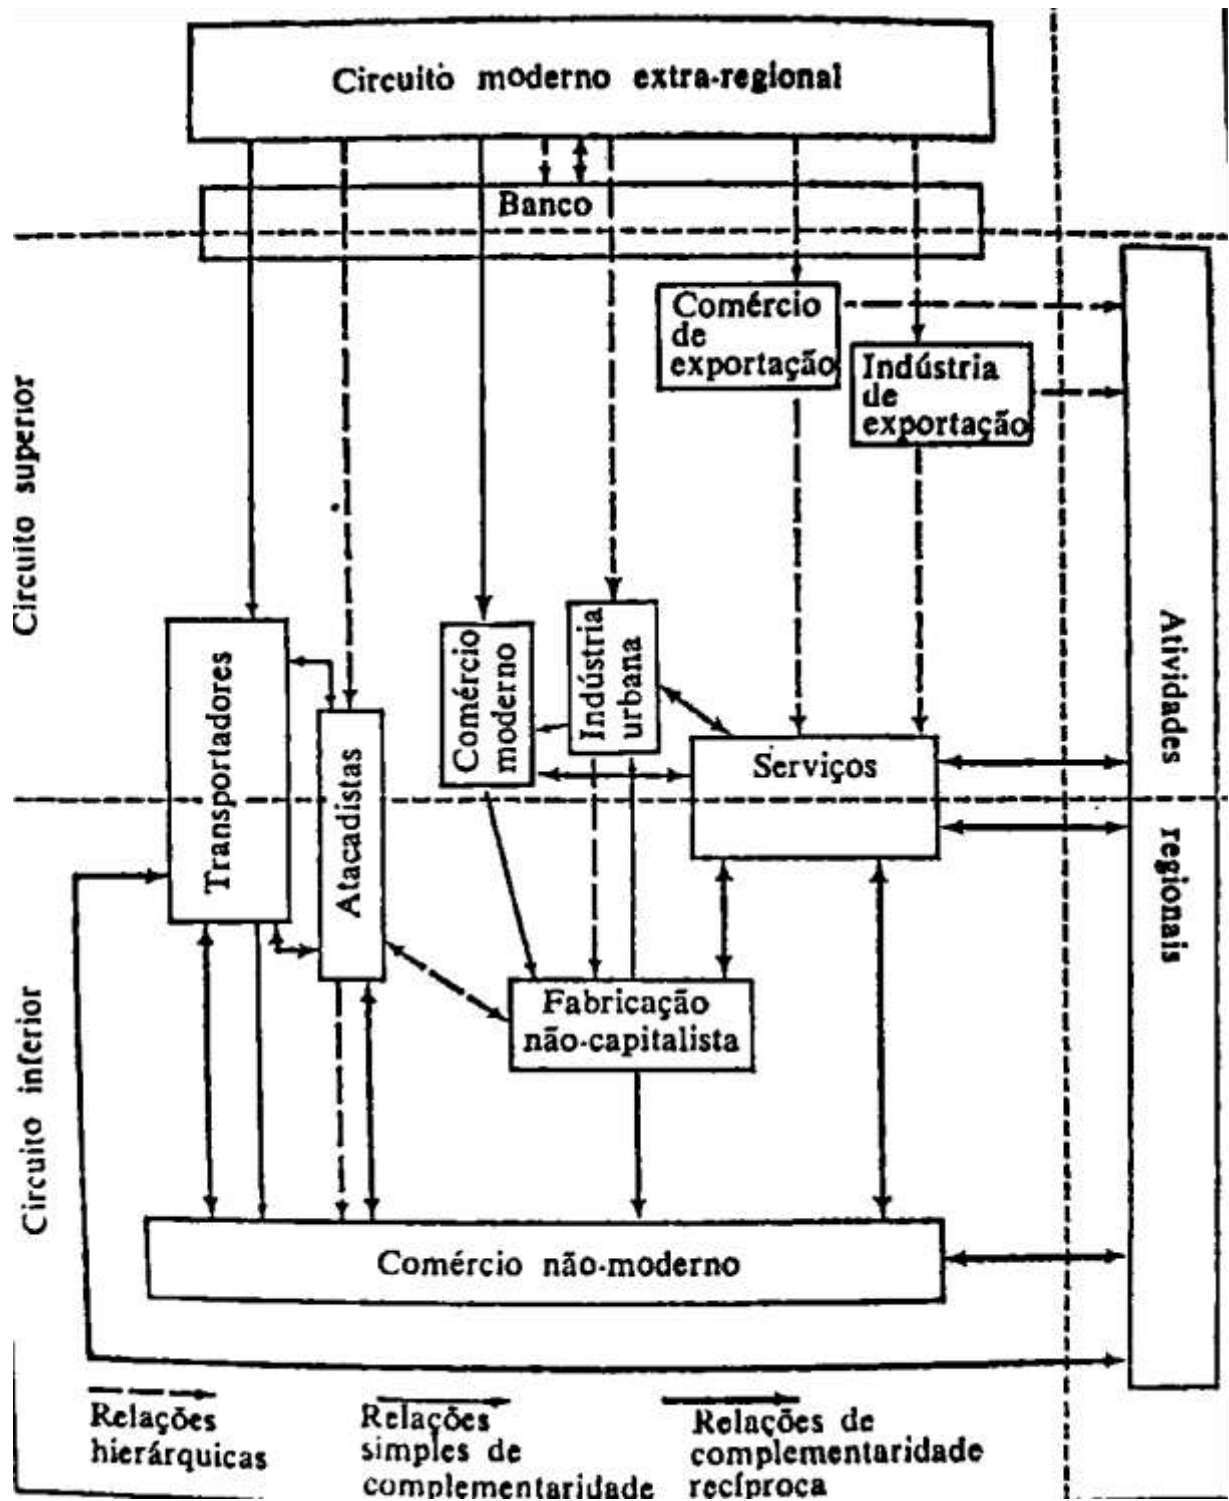 Circuito moderno extra-regional
Banco
Comércio
de
exportação
Indústria
de
exportação
Circuito superior
Transportadores
Atacadistas
Comércio
moderno
Indústria
urbana
Serviços
Atividades
regionais
Circuito inferior
Fabricação
não-capitalista
Comércio não-moderno
Relações
hierárquicas
Relações
simples de
complementaridade
Relações de
complementaridade
recíproca